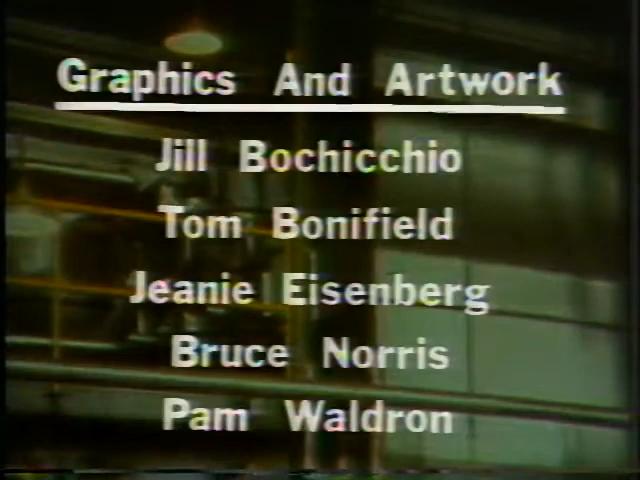 Graphics And Artwork
Jill Bochicchio
Tom Bonifield
Jeanie Eisenberg
Bruce Norris
Pam Waldron